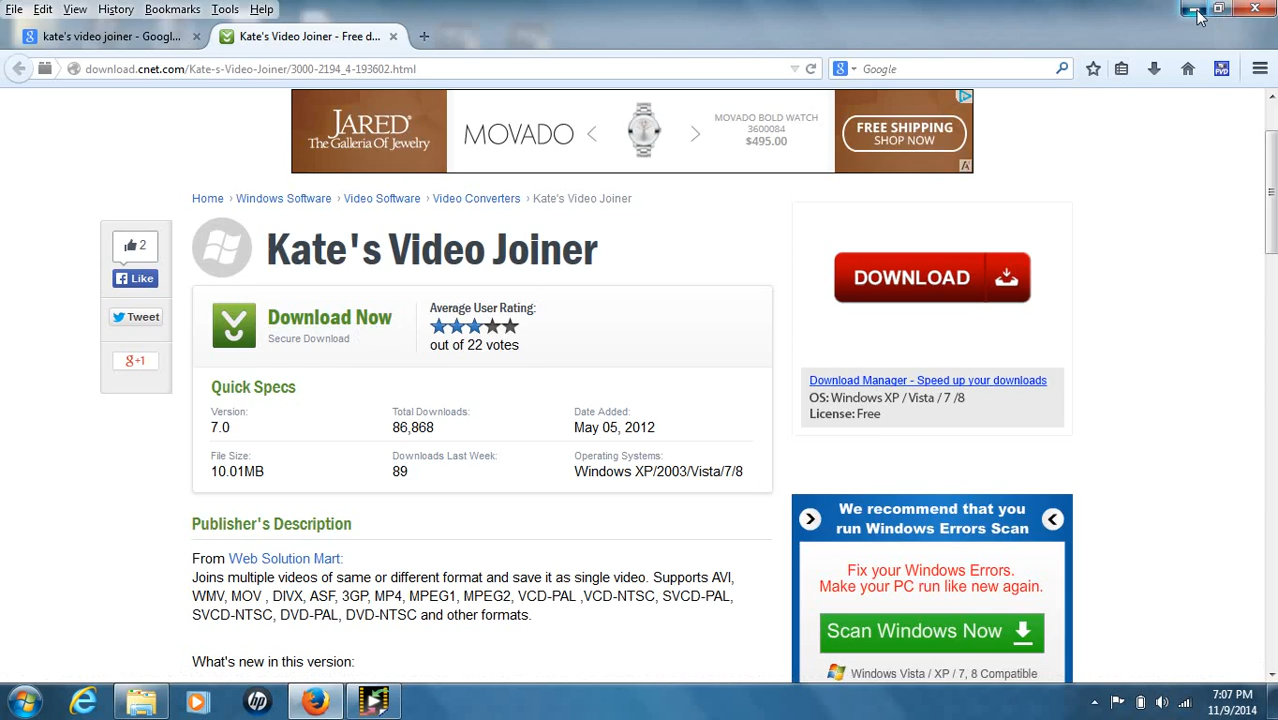 File Edit View History Bookmarks Tools Help
kate's video joiner - Googl... Kate's Video Joiner - Free d...
download.cnet.com/Kate-s-Video-Joiner/3000-2194_4-193602.html Google
JARED The Galleria Of Jewelry
MOVADO
MOVADO BOLD WATCH
3600084
$495.00
FREE SHIPPING
SHOP NOW
Home › Windows Software › Video Software › Video Converters › Kate's Video Joiner
2
Like
Tweet
g+1
Kate's Video Joiner
Download Now
Secure Download
Average User Rating:
out of 22 votes
Quick Specs
Version: Total Downloads: Date Added:
7.0 86,868 May 05, 2012
File Size: Downloads Last Week: Operating Systems:
10.01MB 89 Windows XP/2003/Vista/7/8
Publisher's Description
From Web Solution Mart:
Joins multiple videos of same or different format and save it as single video. Supports AVI,
WMV, MOV , DIVX, ASF, 3GP, MP4, MPEG1, MPEG2, VCD-PAL ,VCD-NTSC, SVCD-PAL,
SVCD-NTSC, DVD-PAL, DVD-NTSC and other formats.
What's new in this version:
DOWNLOAD
Download Manager - Speed up your downloads
OS: Windows XP / Vista / 7 /8
License: Free
We recommend that you
run Windows Errors Scan
Fix your Windows Errors.
Make your PC run like new again.
Scan Windows Now
Windows Vista / XP / 7, 8 Compatible
hp
7:07 PM
11/9/2014